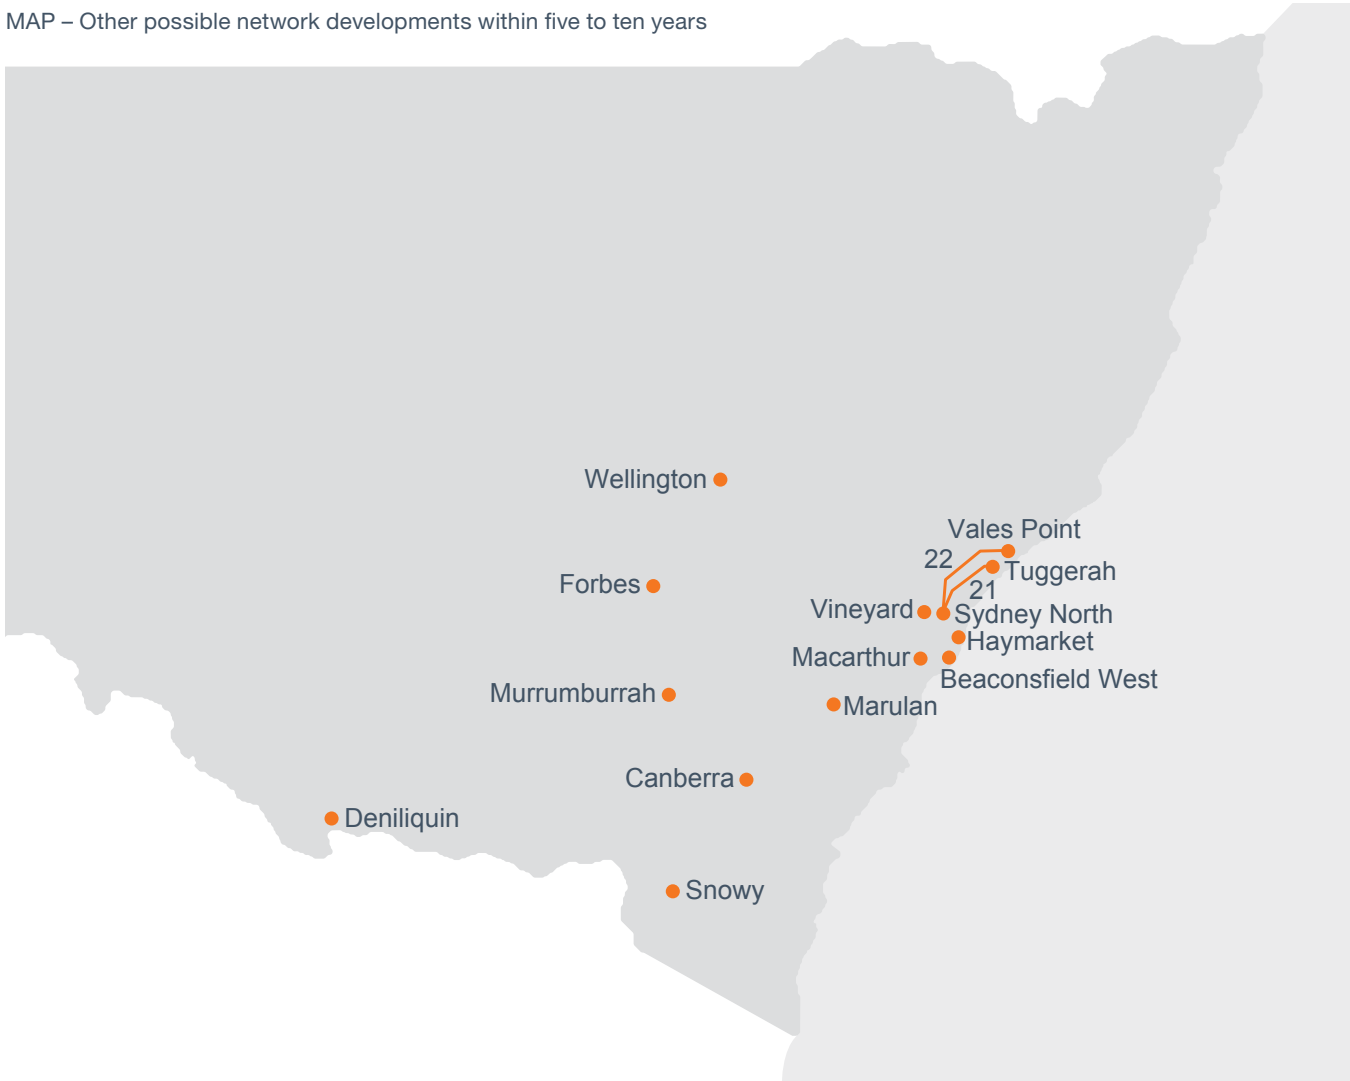 MAP – Other possible network developments within five to ten years
Wellington
Vales Point
22
Tuggerah
Forbes
21
Vineyard
Sydney North
Haymarket
Macarthur
Beaconsfield West
Murrumburrah
Marulan
Canberra
Deniliquin
Snowy